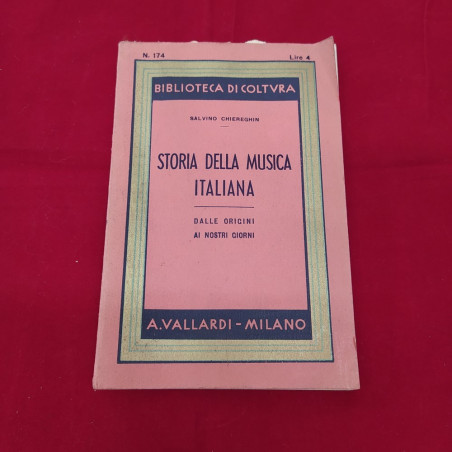 N. 174 Lire 4
BIBLIOTECA DI COLTVRA
SALVINO CHIEREGHIN
STORIA DELLA MUSICA
ITALIANA
DALLE ORIGINI
AI NOSTRI GIORNI
A. VALLARDI - MILANO